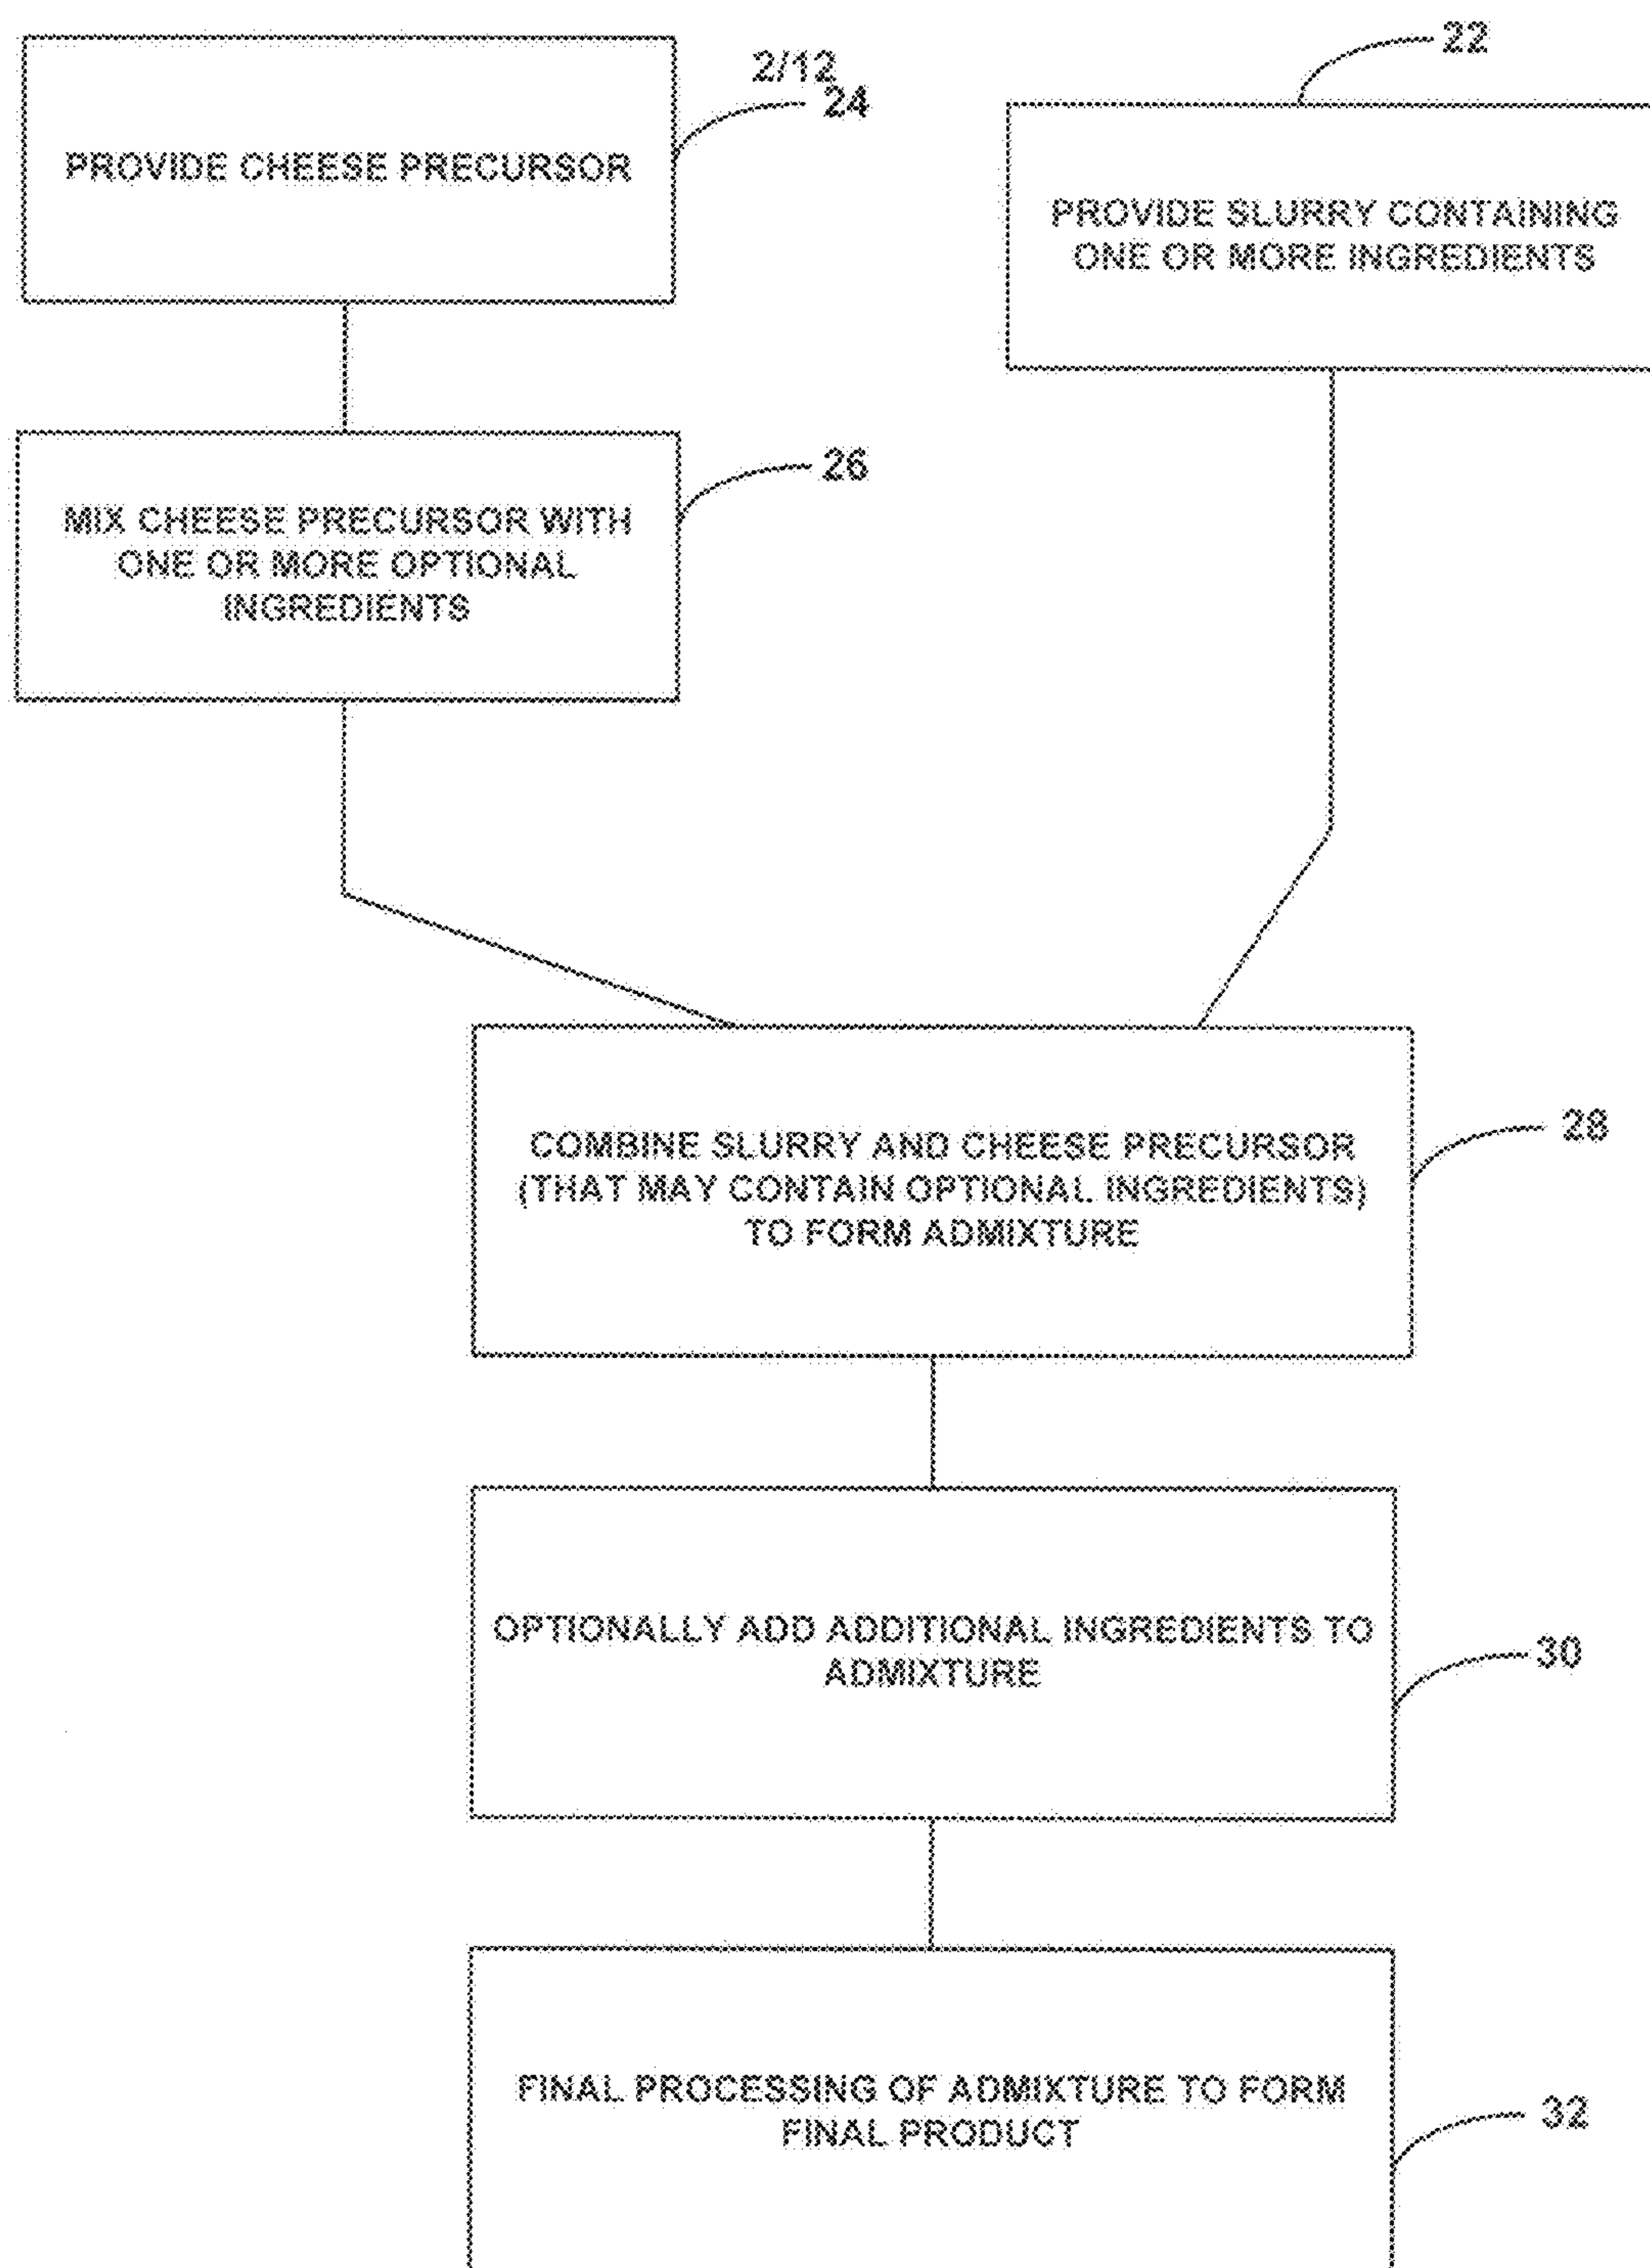 2/12
24
PROVIDE CHEESE PRECURSOR
22
PROVIDE SLURRY CONTAINING
ONE OR MORE INGREDIENTS
26
MIX CHEESE PRECURSOR WITH
ONE OR MORE OPTIONAL
INGREDIENTS
28
COMBINE SLURRY AND CHEESE PRECURSOR
(THAT MAY CONTAIN OPTIONAL INGREDIENTS)
TO FORM ADMIXTURE
30
OPTIONALLY ADD ADDITIONAL INGREDIENTS TO
ADMIXTURE
32
FINAL PROCESSING OF ADMIXTURE TO FORM
FINAL PRODUCT